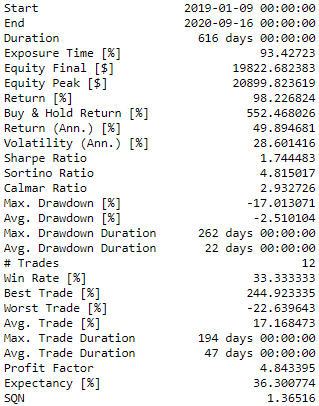 Start 2019-01-09 00:00:00
End 2020-09-16 00:00:00
Duration 616 days 00:00:00
Exposure Time [%] 93.42723
Equity Final [$] 19822.682383
Equity Peak [$] 20899.823619
Return [%] 98.226824
Buy & Hold Return [%] 552.468026
Return (Ann.) [%] 49.894681
Volatility (Ann.) [%] 28.601416
Sharpe Ratio 1.744483
Sortino Ratio 4.815017
Calmar Ratio 2.932726
Max. Drawdown [%] -17.013071
Avg. Drawdown [%] -2.510104
Max. Drawdown Duration 262 days 00:00:00
Avg. Drawdown Duration 22 days 00:00:00
# Trades 12
Win Rate [%] 33.333333
Best Trade [%] 244.923335
Worst Trade [%] -22.639643
Avg. Trade [%] 17.168473
Max. Trade Duration 194 days 00:00:00
Avg. Trade Duration 47 days 00:00:00
Profit Factor 4.843395
Expectancy [%] 36.300774
SQN 1.36516